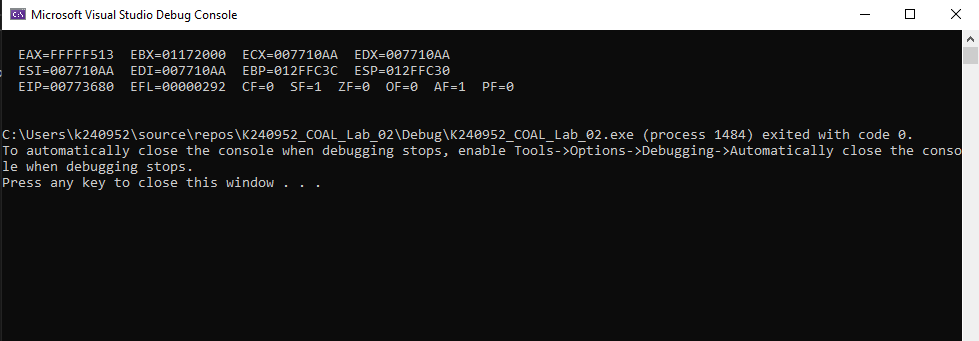 Microsoft Visual Studio Debug Console
EAX=FFFFF513  EBX=01172000  ECX=007710AA  EDX=007710AA
ESI=007710AA  EDI=007710AA  EBP=012FFC3C  ESP=012FFC30
EIP=00773680  EFL=00000292  CF=0  SF=1  ZF=0  OF=0  AF=1  PF=0
C:\Users\k240952\source\repos\K240952_COAL_Lab_02\Debug\K240952_COAL_Lab_02.exe (process 1484) exited with code 0.
To automatically close the console when debugging stops, enable Tools->Options->Debugging->Automatically close the conso
le when debugging stops.
Press any key to close this window . . .